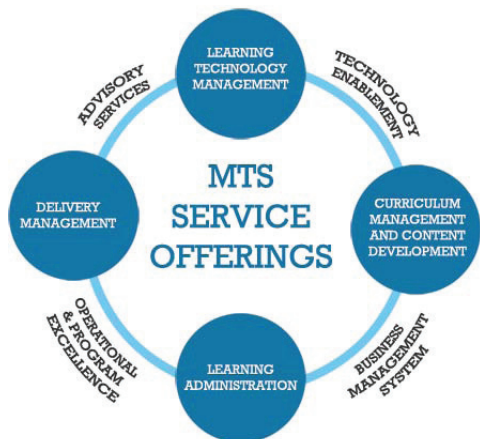 LEARNING
TECHNOLOGY
MANAGEMENT
ADVISORY
SERVICES
TECHNOLOGY
ENABLEMENT
MTS
SERVICE
OFFERINGS
DELIVERY
MANAGEMENT
CURRICULUM
MANAGEMENT
AND CONTENT
DEVELOPMENT
OPERATIONAL
& PROGRAM
EXCELLENCE
LEARNING
ADMINISTRATION
BUSINESS
MANAGEMENT
SYSTEM